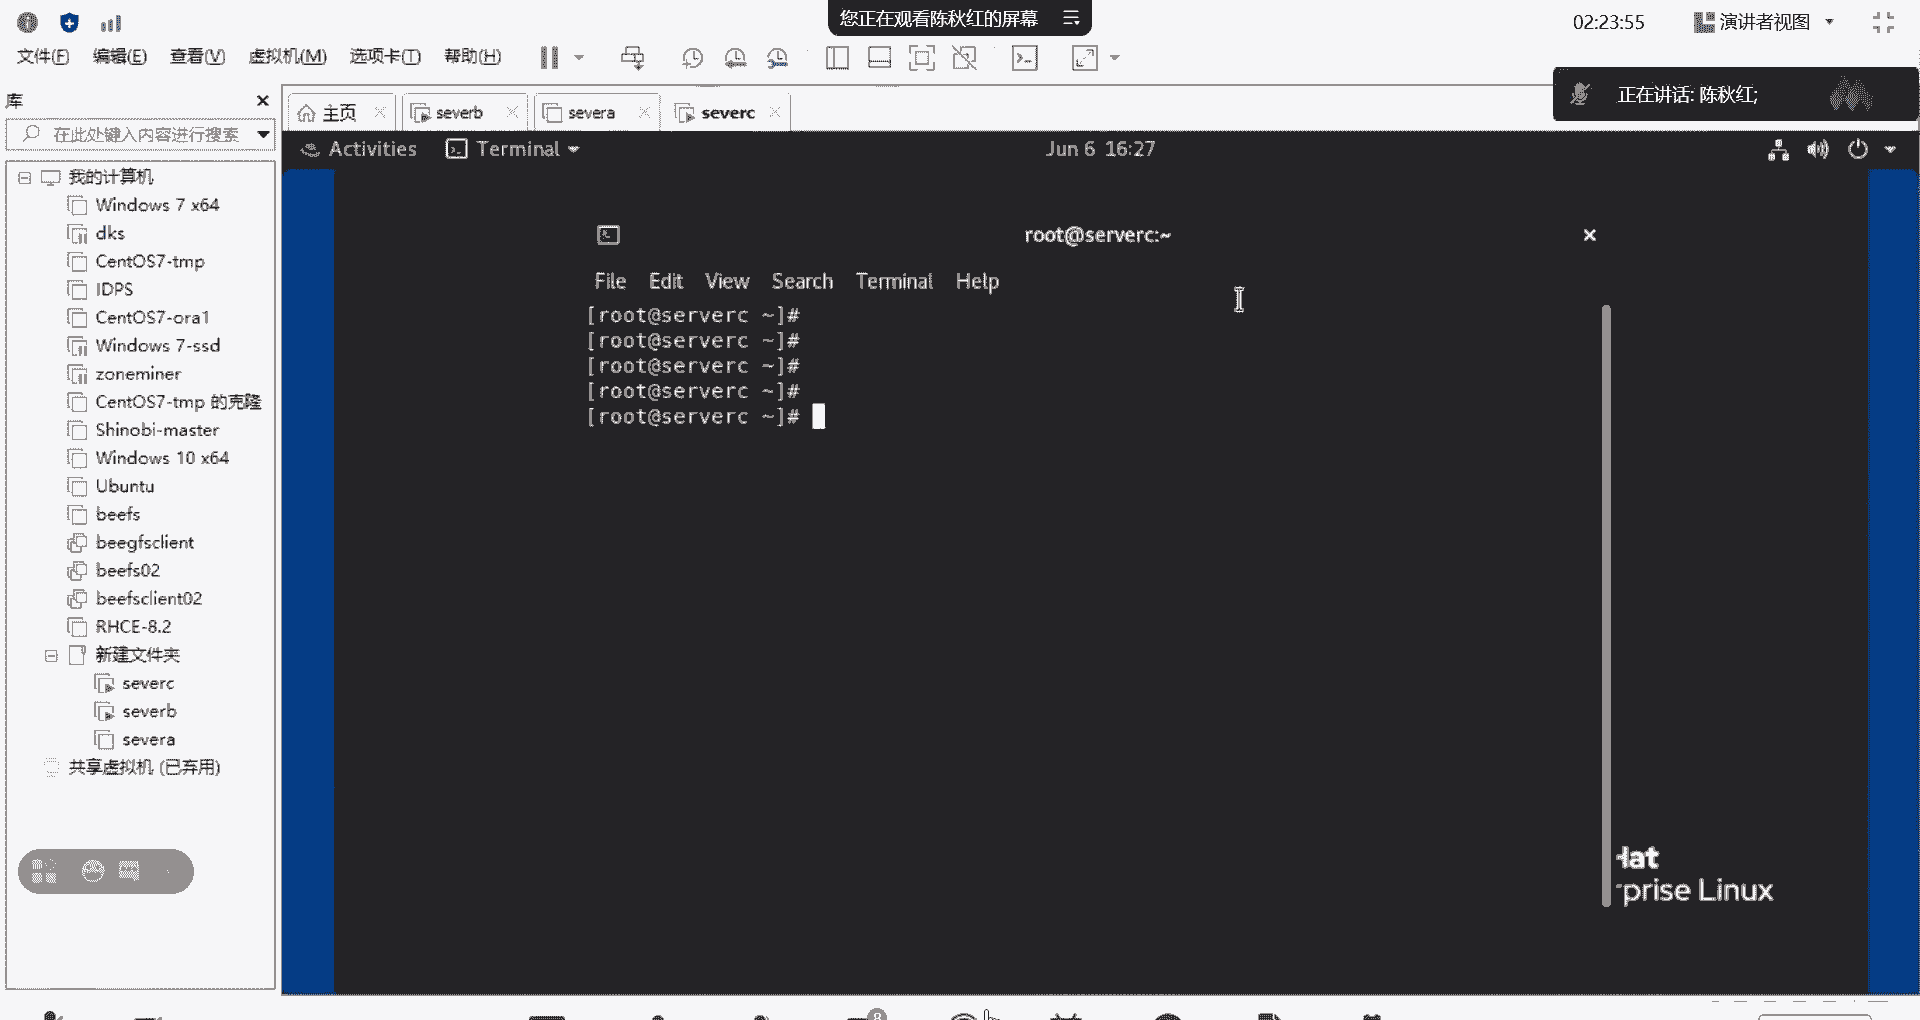 您正在观看陈秋红的屏幕
02:23:55
演讲者视图
文件(F) 编辑(E) 查看(V) 虚拟机(M) 选项卡(T) 帮助(H)
正在讲话: 陈秋红;
库
在此处键入内容进行搜索
主页
severb
severa
severc
Activities
Terminal
Jun 6 16:27
我的计算机
Windows 7 x64
dks
CentOS7-tmp
IDPS
CentOS7-ora1
Windows 7-ssd
zoneminer
CentOS7-tmp 的克隆
Shinobi-master
Windows 10 x64
Ubuntu
beefs
beegfsclient
beefs02
beefsclient02
RHCE-8.2
新建文件夹
severc
severb
severa
共享虚拟机 (已弃用)
root@serverc:~
File Edit View Search Terminal Help
[root@serverc ~]#
[root@serverc ~]#
[root@serverc ~]#
[root@serverc ~]#
[root@serverc ~]#
Hat
prise Linux
8